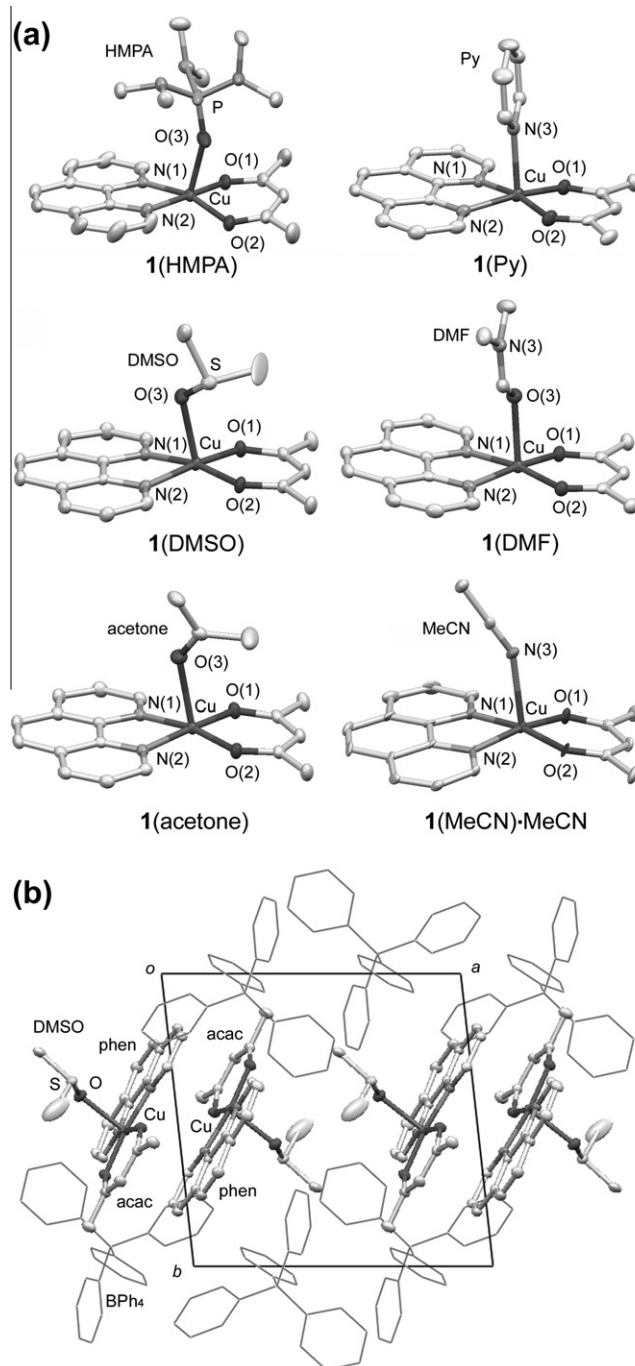 (a)
HMPA
P
O(3)
N(1)
O(1)
Cu
N(2)
O(2)
1(HMPA)
Py
N(3)
N(1)
O(1)
Cu
N(2)
O(2)
1(Py)
DMSO
S
O(3)
N(1)
Cu
O(1)
N(2)
O(2)
1(DMSO)
DMF
N(3)
O(3)
N(1)
Cu
O(1)
N(2)
O(2)
1(DMF)
acetone
O(3)
N(1)
Cu
O(1)
N(2)
O(2)
1(acetone)
MeCN
N(3)
N(1)
O(1)
Cu
N(2)
O(2)
1(MeCN)·MeCN
(b)
o
a
DMSO
phen
acac
S
O
Cu
Cu
acac
phen
b
BPh₄